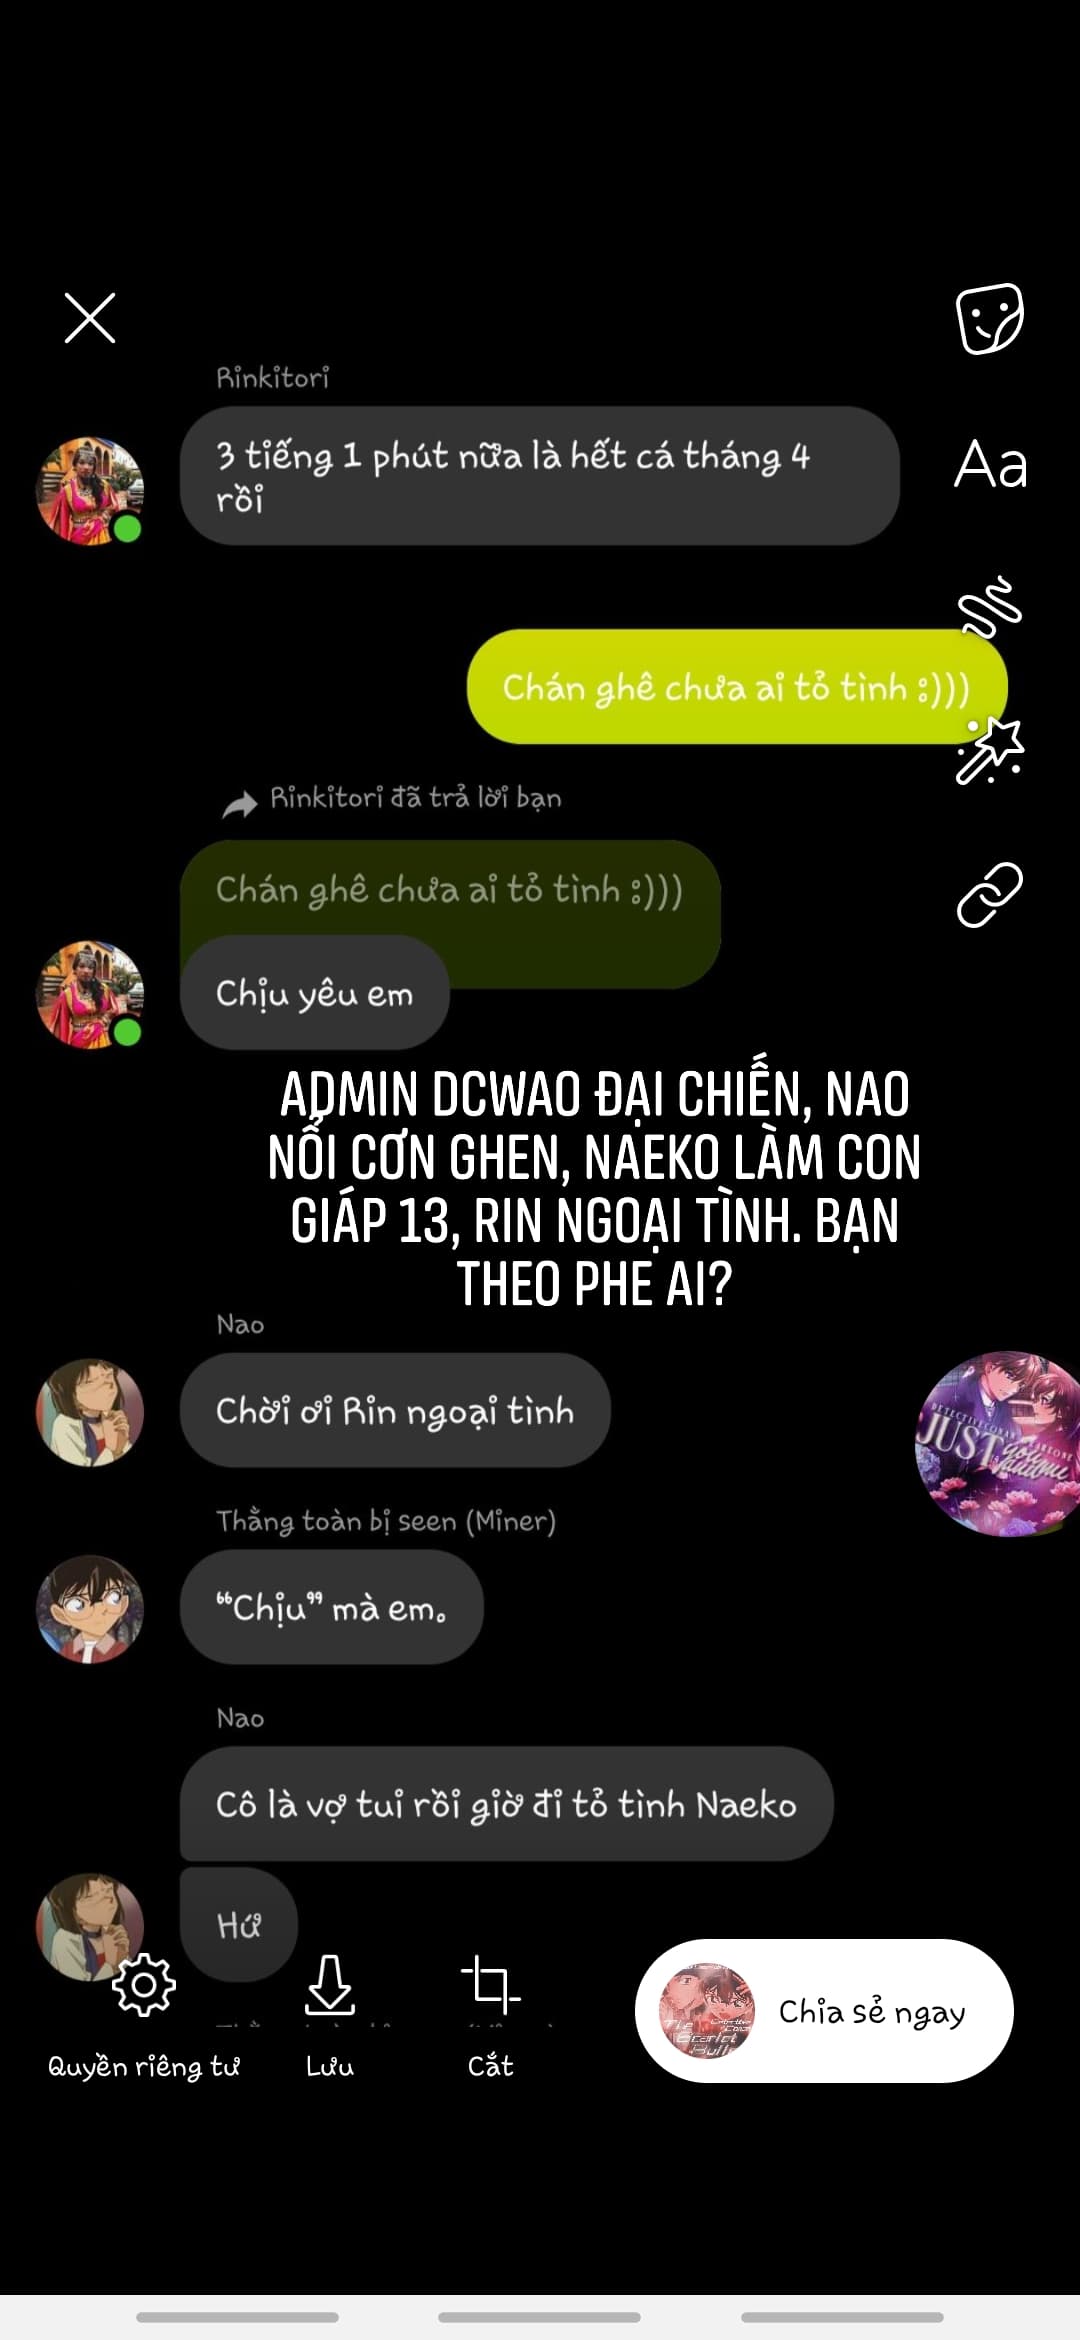 Rinkitori
3 tiếng 1 phút nữa là hết cá tháng 4
rồi
Aa
Chán ghê chưa ai tỏ tình :)))
Rinkitori đã trả lời bạn
Chán ghê chưa ai tỏ tình :)))
Chịu yêu em
ADMIN DCWAO ĐẠI CHIẾN, NAO
NỔI CƠN GHEN, NAEKO LÀM CON
GIÁP 13, RIN NGOẠI TÌNH. BẠN
THEO PHE AI?
Nao
Chời ơi Rin ngoại tình
JUST
Thằng toàn bị seen (Miner)
“Chịu” mà em.
Nao
Cô là vợ tui rồi giờ đi tỏ tình Naeko
Hứ
Chia sẻ ngay
Quyền riêng tư
Lưu
Cắt